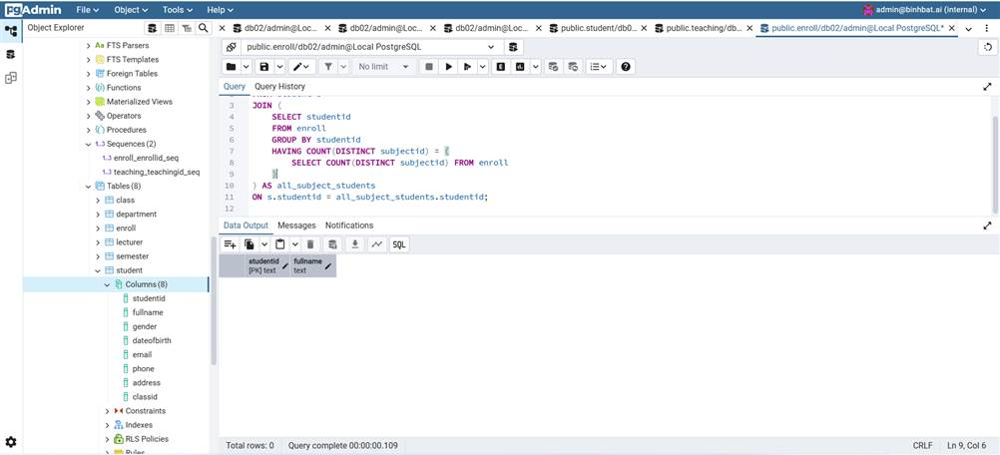 pgAdmin File Object Tools Help admin@binhbat.ai (internal)
Object Explorer
db02/admin@Loc... db02/admin@Loc... db02/admin@Loc... public.student/db0... public.teaching/db... public.enroll/db02/admin@Local PostgreSQL*
public.enroll/db02/admin@Local PostgreSQL
No limit
Query Query History
FTS Parsers
FTS Templates
Foreign Tables
Functions
Materialized Views
Operators
Procedures
Sequences (2)
enroll_enrollid_seq
teaching_teachingid_seq
Tables (8)
class
department
enroll
lecturer
semester
student
Columns (8)
studentid
fullname
gender
dateofbirth
email
phone
address
classid
Constraints
Indexes
RLS Policies
Rules
3 JOIN (
4 SELECT studentid
5 FROM enroll
6 GROUP BY studentid
7 HAVING COUNT(DISTINCT subjectid) = (
8 SELECT COUNT(DISTINCT subjectid) FROM enroll
9 )
10 ) AS all_subject_students
11 ON s.studentid = all_subject_students.studentid;
12
Data Output Messages Notifications
SQL
studentid fullname
[PK] text text
Total rows: 0 Query complete 00:00:00.109 CRLF Ln 9, Col 6